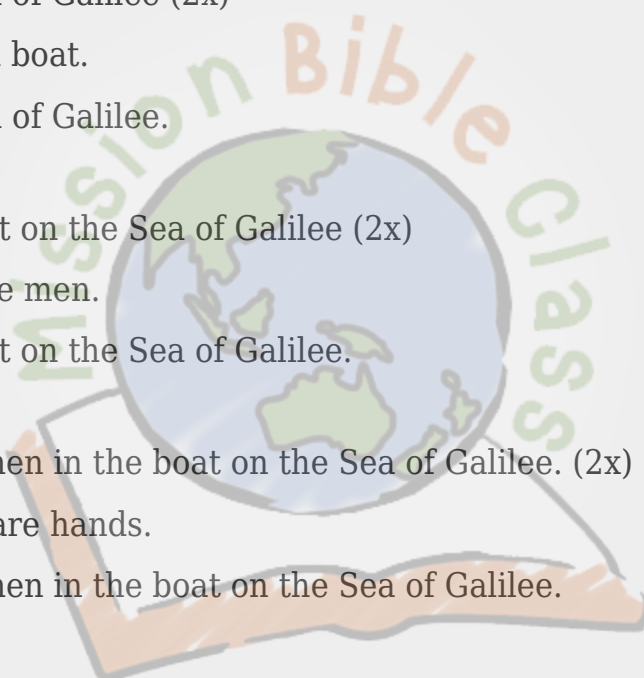 of Galilee (2x)
boat.
of Galilee.
t on the Sea of Galilee (2x)
e men.
t on the Sea of Galilee.
en in the boat on the Sea of Galilee. (2x)
are hands.
en in the boat on the Sea of Galilee.
Mission Bible Class